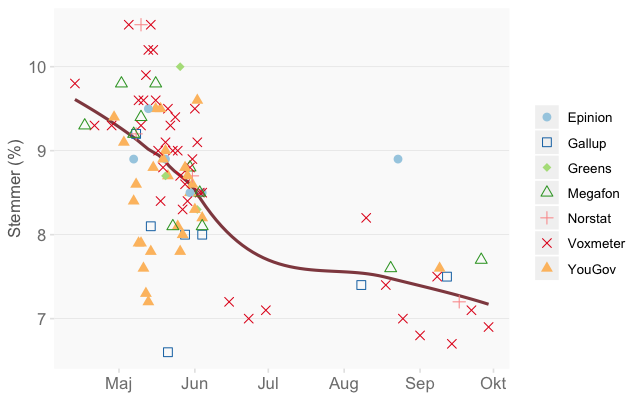 Stemmer (%)
10
9
8
7
Maj Jun Jul Aug Sep Okt
Epinion
Gallup
Greens
Megafon
Norstat
Voxmeter
YouGov